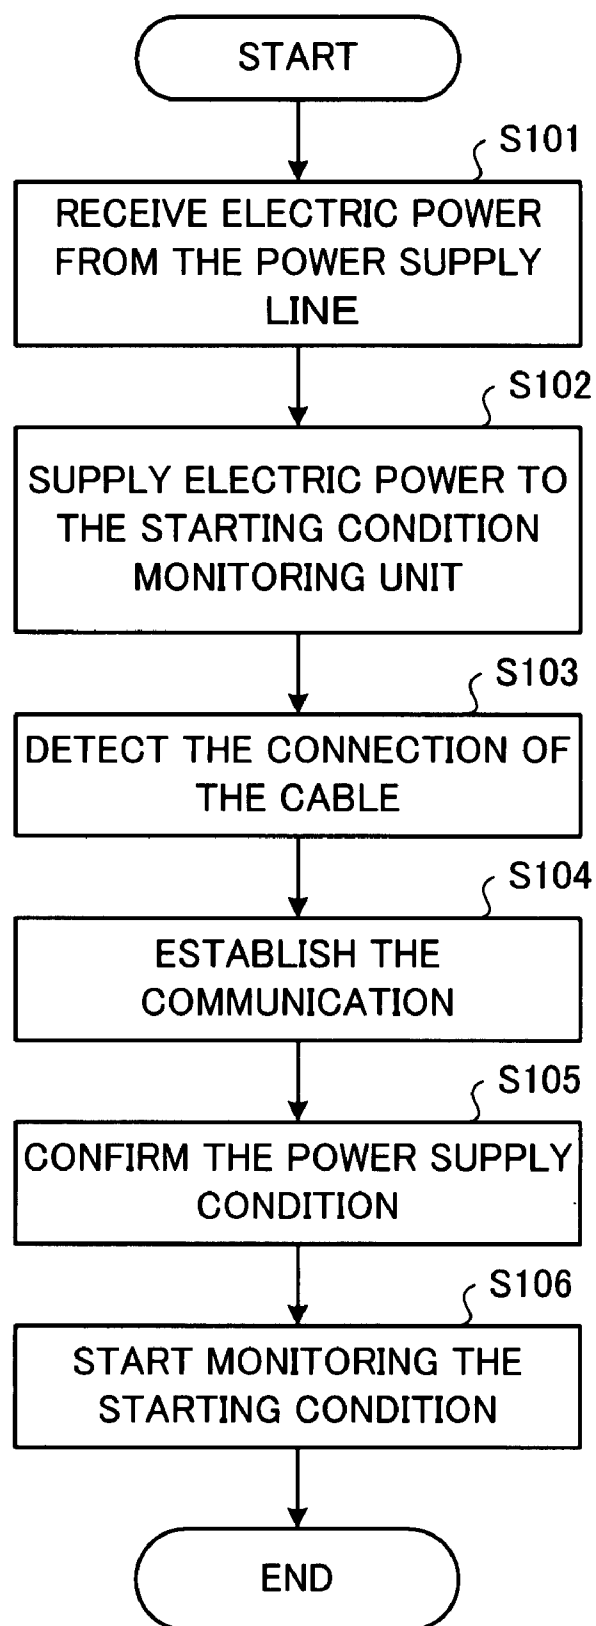 START
S101
RECEIVE ELECTRIC POWER
FROM THE POWER SUPPLY
LINE
S102
SUPPLY ELECTRIC POWER TO
THE STARTING CONDITION
MONITORING UNIT
S103
DETECT THE CONNECTION OF
THE CABLE
S104
ESTABLISH THE
COMMUNICATION
S105
CONFIRM THE POWER SUPPLY
CONDITION
S106
START MONITORING THE
STARTING CONDITION
END